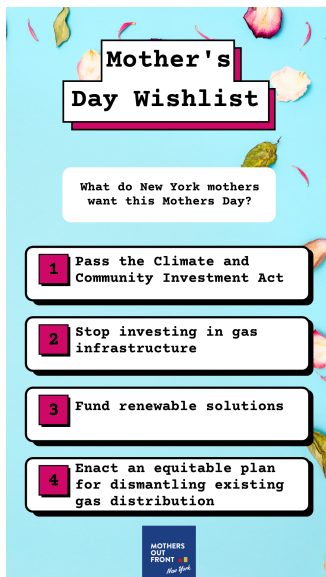 Mother's
Day Wishlist
What do New York mothers
want this Mothers Day?
1
Pass the Climate and
Community Investment Act
2
Stop investing in gas
infrastructure
3
Fund renewable solutions
4
Enact an equitable plan
for dismantling existing
gas distribution
MOTHERS
OUT
FRONT
New York